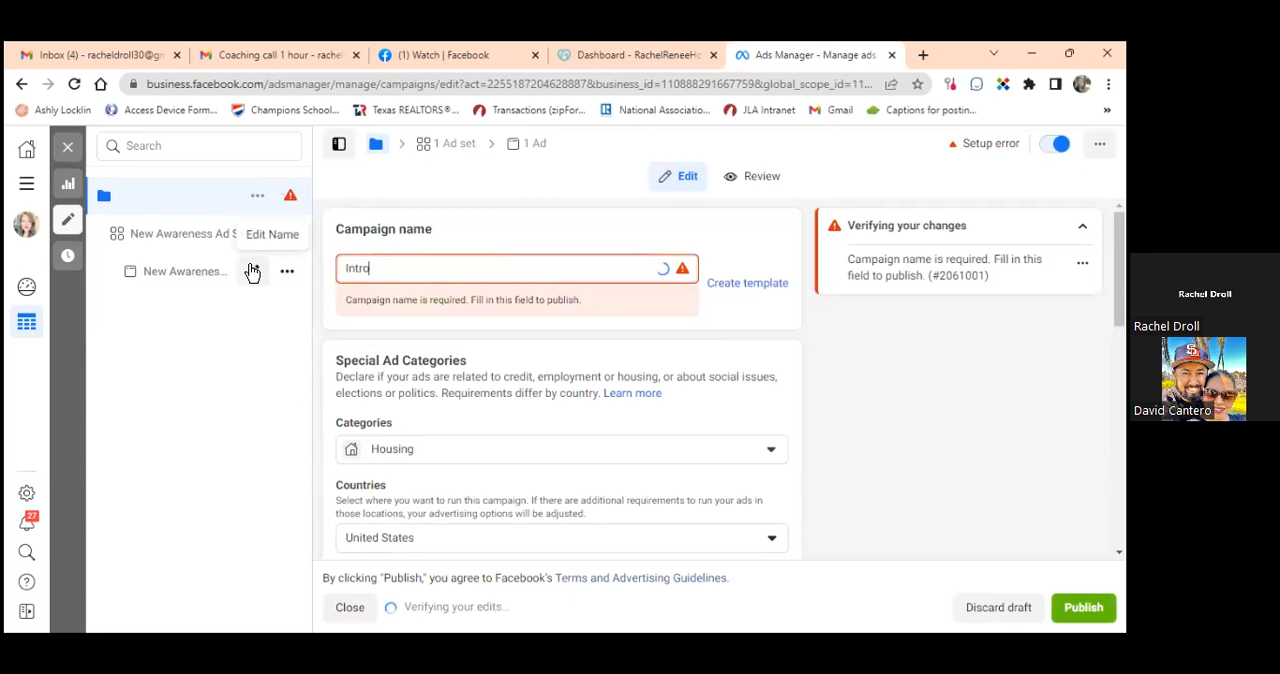 Inbox (4) - racheldroll30@gm
Coaching call 1 hour - rache
(1) Watch | Facebook
Dashboard - RachelReneeHo
Ads Manager - Manage ads
business.facebook.com/adsmanager/manage/campaigns/edit?act=2255187204628887&business_id=110888291667759&global_scope_id=11...
Ashly Locklin
Access Device Form...
Champions School...
Texas REALTORS®...
Transactions (zipFor...
National Associatio...
JLA Intranet
Gmail
Captions for postin...
»
Search
1 Ad set
1 Ad
Setup error
Edit
Review
New Awareness Ad S
Edit Name
New Awarenes...
Campaign name
Intro
Create template
Campaign name is required. Fill in this field to publish.
Verifying your changes
Campaign name is required. Fill in this
field to publish. (#2061001)
Special Ad Categories
Declare if your ads are related to credit, employment or housing, or about social issues,
elections or politics. Requirements differ by country. Learn more
Categories
Housing
Countries
Select where you want to run this campaign. If there are additional requirements to run your ads in
those locations, your advertising options will be adjusted.
United States
27
By clicking "Publish," you agree to Facebook's Terms and Advertising Guidelines.
Close
Verifying your edits...
Discard draft
Publish
Rachel Droll
Rachel Droll
David Cantero